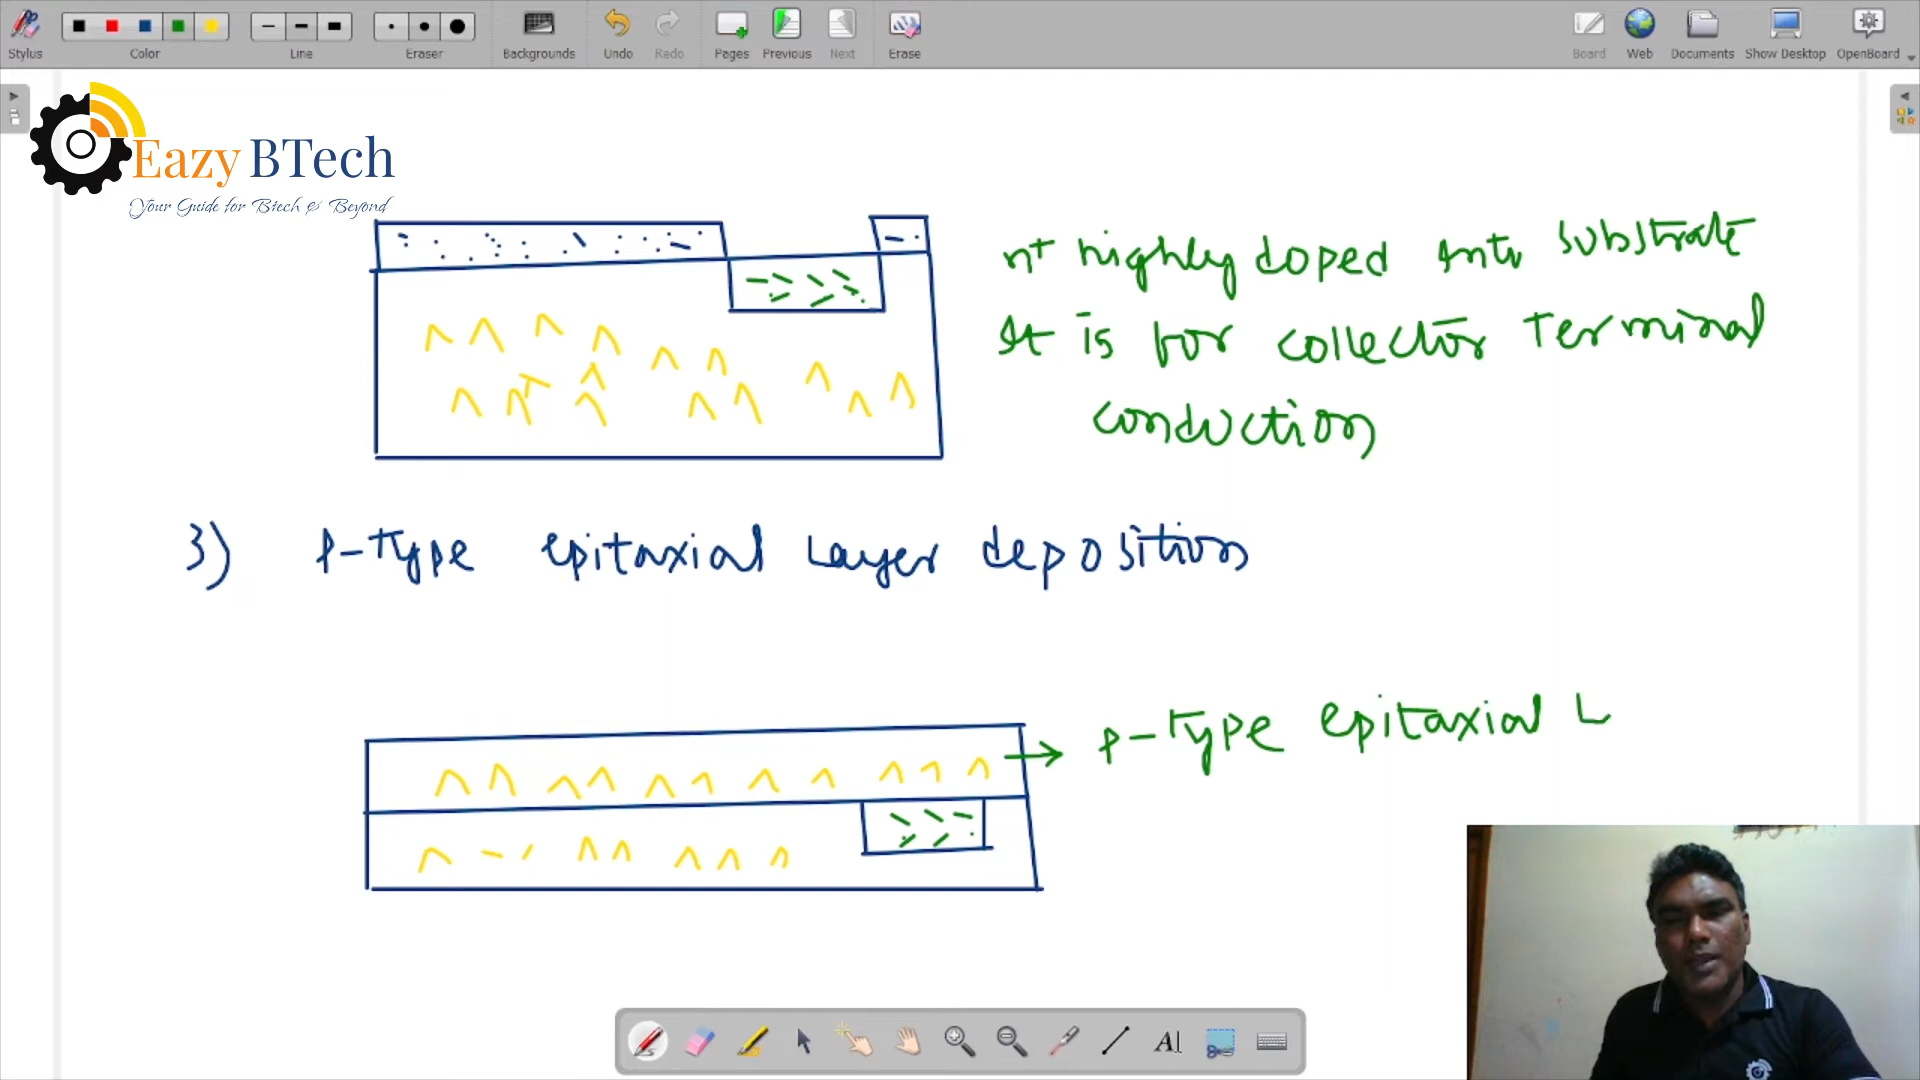 Stylus
Color
Line
Eraser
Backgrounds
Undo
Redo
Pages
Previous
Next
Erase
Board
Web
Documents
Show Desktop
OpenBoard
Eazy BTech
Your Guide for Btech & Beyond
n+ highly doped into substrate
It is for collector terminal
conduction
3) P-type epitaxial Layer deposition
P-type epitaxial L
AI